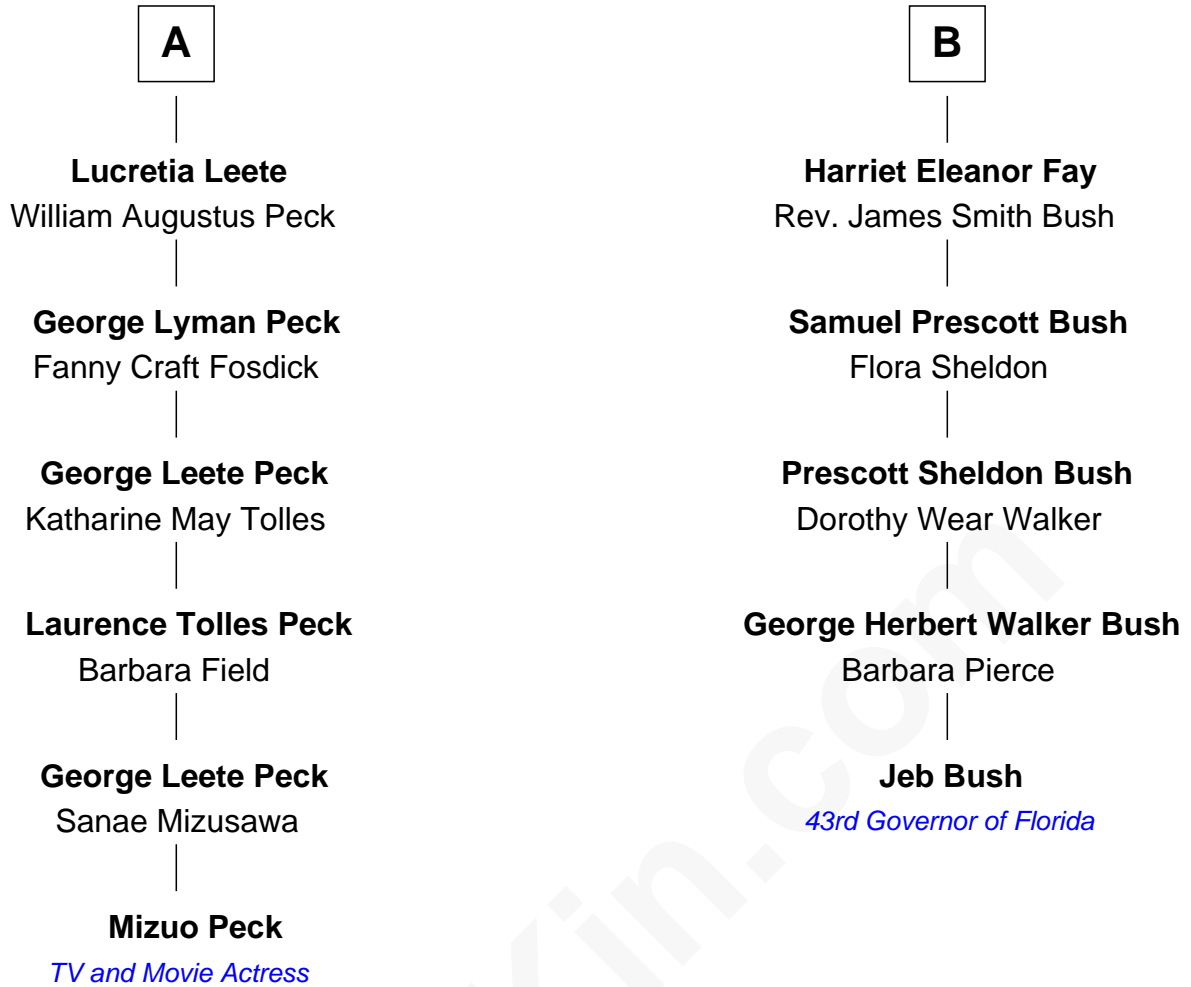 A
Lucretia Leete
William Augustus Peck
George Lyman Peck
Fanny Craft Fosdick
George Leete Peck
Katharine May Tolles
Laurence Tolles Peck
Barbara Field
George Leete Peck
Sanae Mizusawa
Mizuo Peck
TV and Movie Actress
B
Harriet Eleanor Fay
Rev. James Smith Bush
Samuel Prescott Bush
Flora Sheldon
Prescott Sheldon Bush
Dorothy Wear Walker
George Herbert Walker Bush
Barbara Pierce
Jeb Bush
43rd Governor of Florida